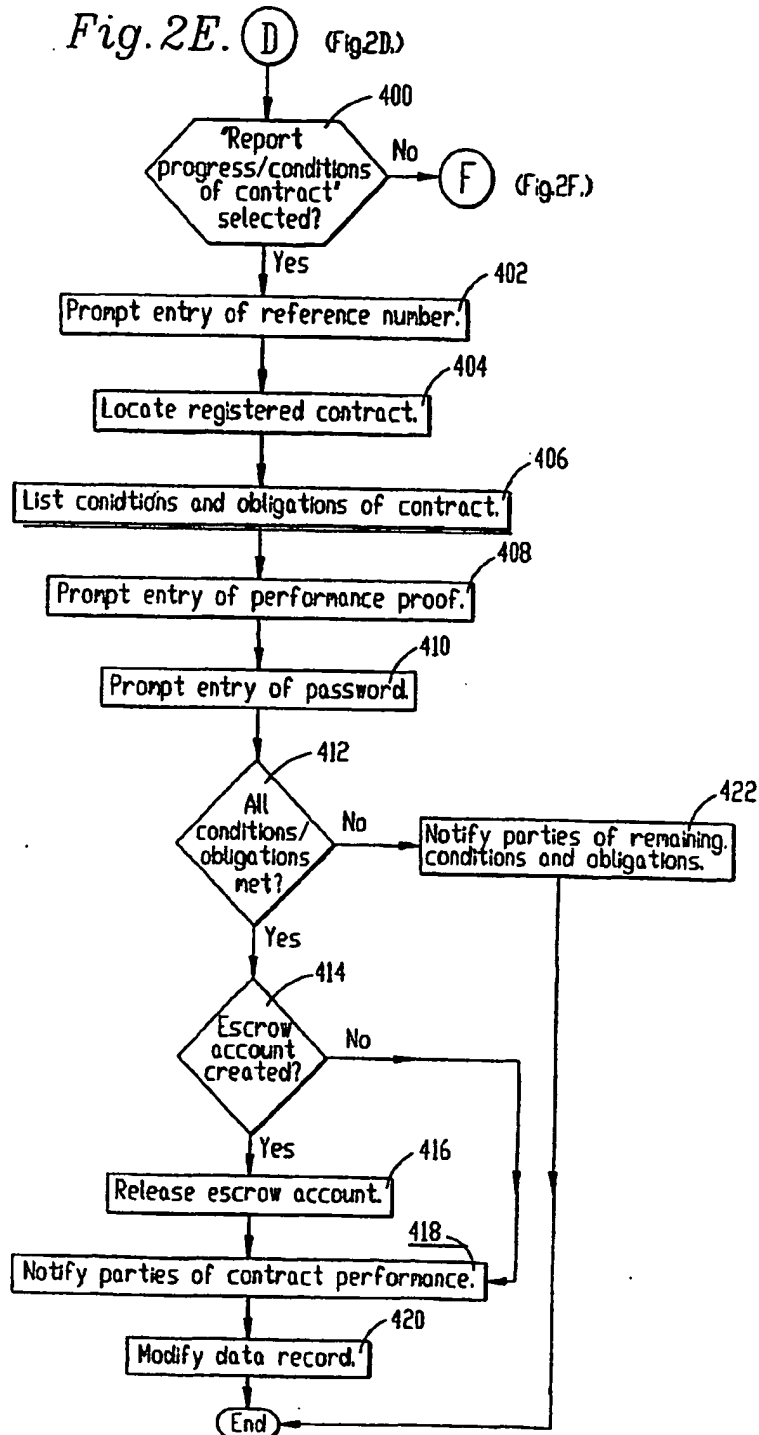 Fig.2E.
D
(Fig.2D.)
400
"Report
progress/conditions
of contract"
selected?
No
F
(Fig.2F.)
Yes
402
Prompt entry of reference number.
404
Locate registered contract.
406
List conidtions and obligations of contract.
408
Prompt entry of performance proof.
410
Prompt entry of password.
412
All
conditions/
obligations
met?
No
422
Notify parties of remaining.
conditions and obligations.
Yes
414
Escrow
account
created?
No
Yes
416
Release escrow account.
418
Notify parties of contract performance.
420
Modify data record.
End